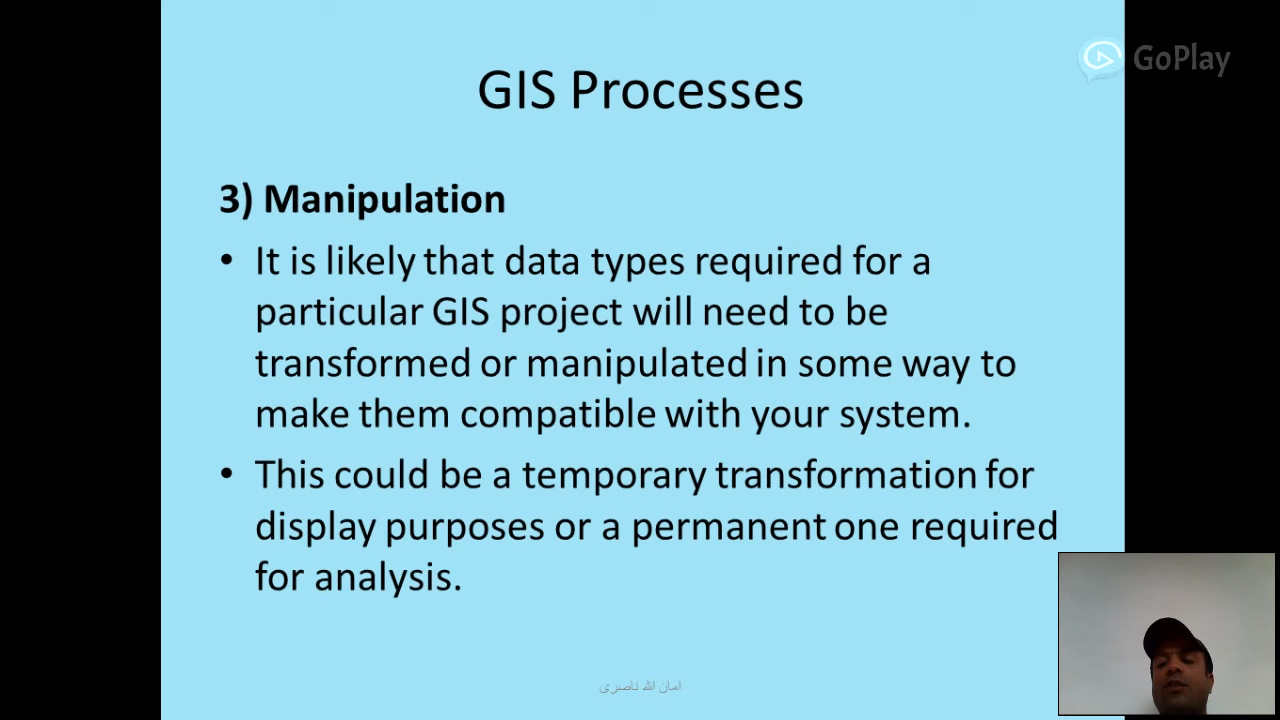 GoPlay
GIS Processes
3) Manipulation
• It is likely that data types required for a
particular GIS project will need to be
transformed or manipulated in some way to
make them compatible with your system.
• This could be a temporary transformation for
display purposes or a permanent one required
for analysis.
امان الله ناصری